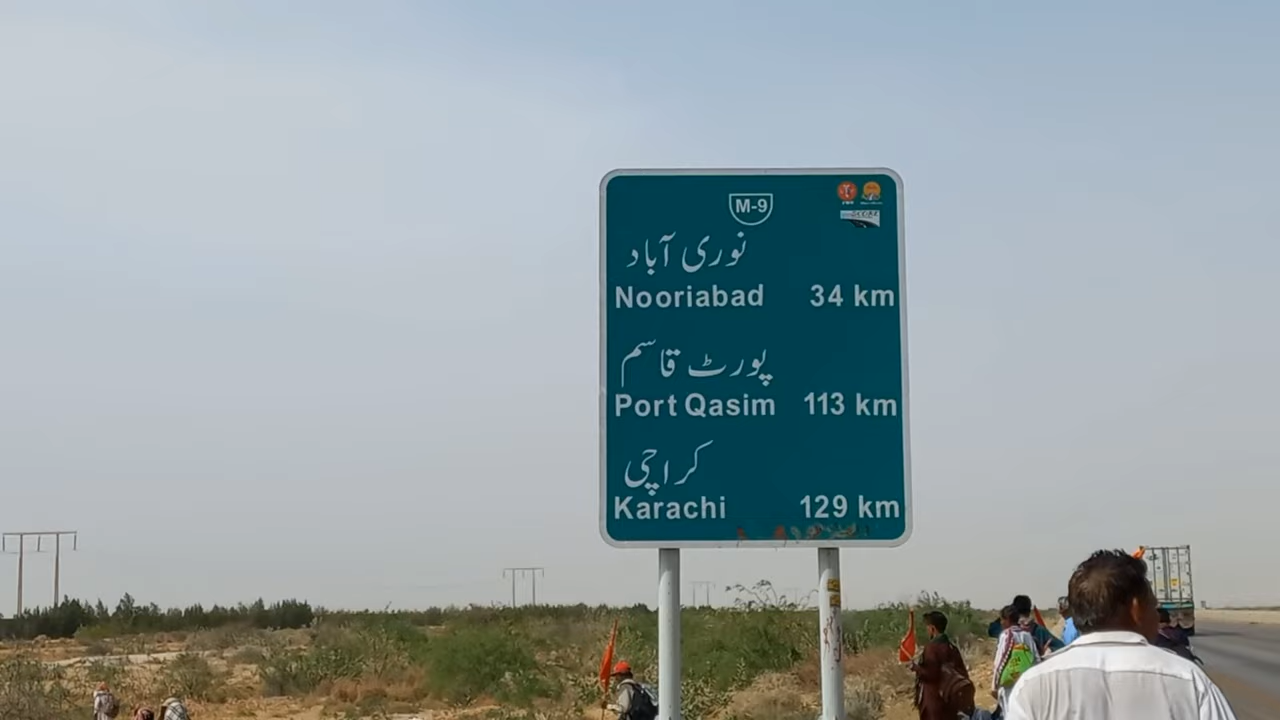 M-9
نوری آباد
Nooriabad 34 km
پورٹ قاسم
Port Qasim 113 km
کراچی
Karachi 129 km